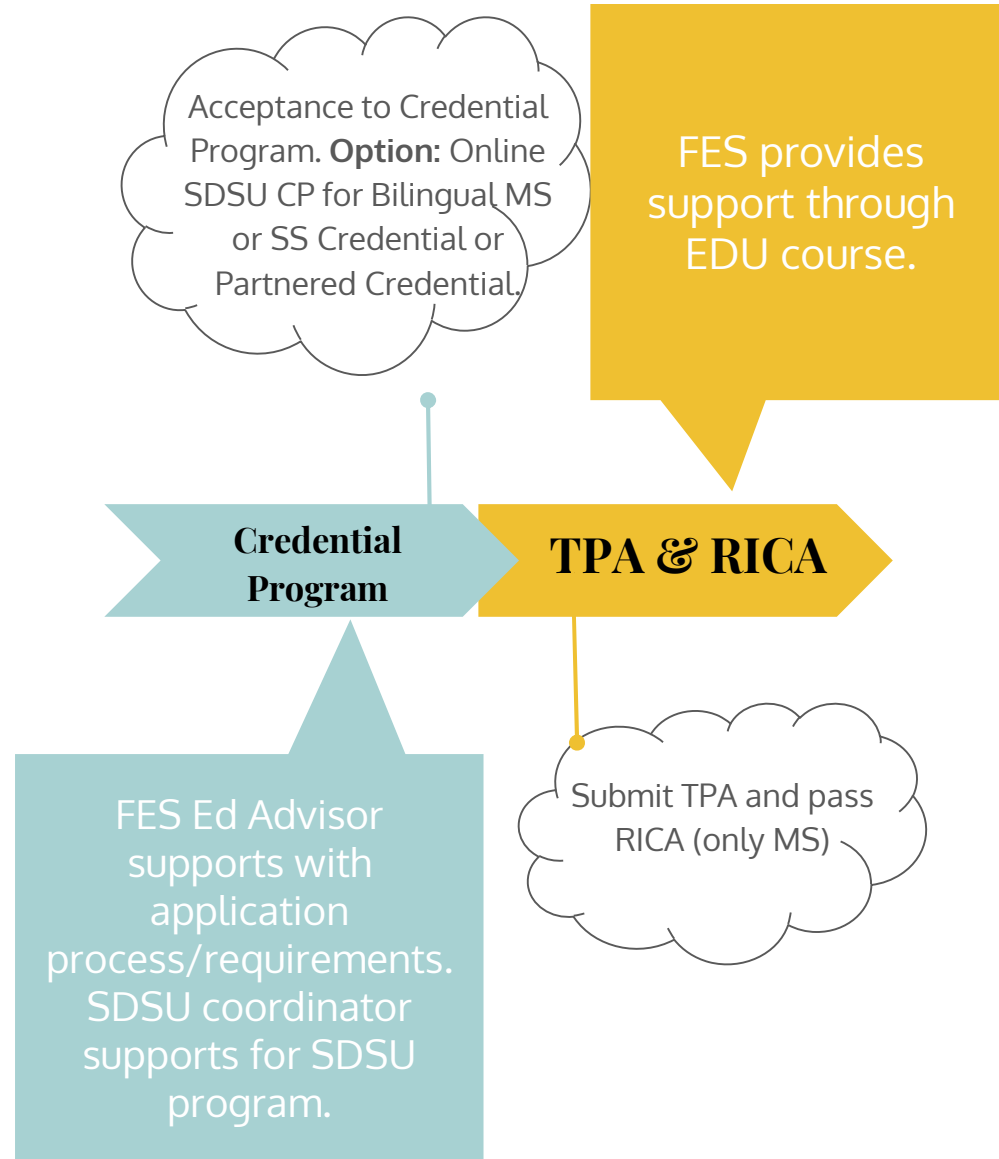 Acceptance to Credential
Program. Option: Online
SDSU CP for Bilingual MS
or SS Credential or
Partnered Credential.
FES provides
support through
EDU course.
Credential
Program
TPA & RICA
FES Ed Advisor
supports with
application
process/requirements.
SDSU coordinator
supports for SDSU
program.
Submit TPA and pass
RICA (only MS)